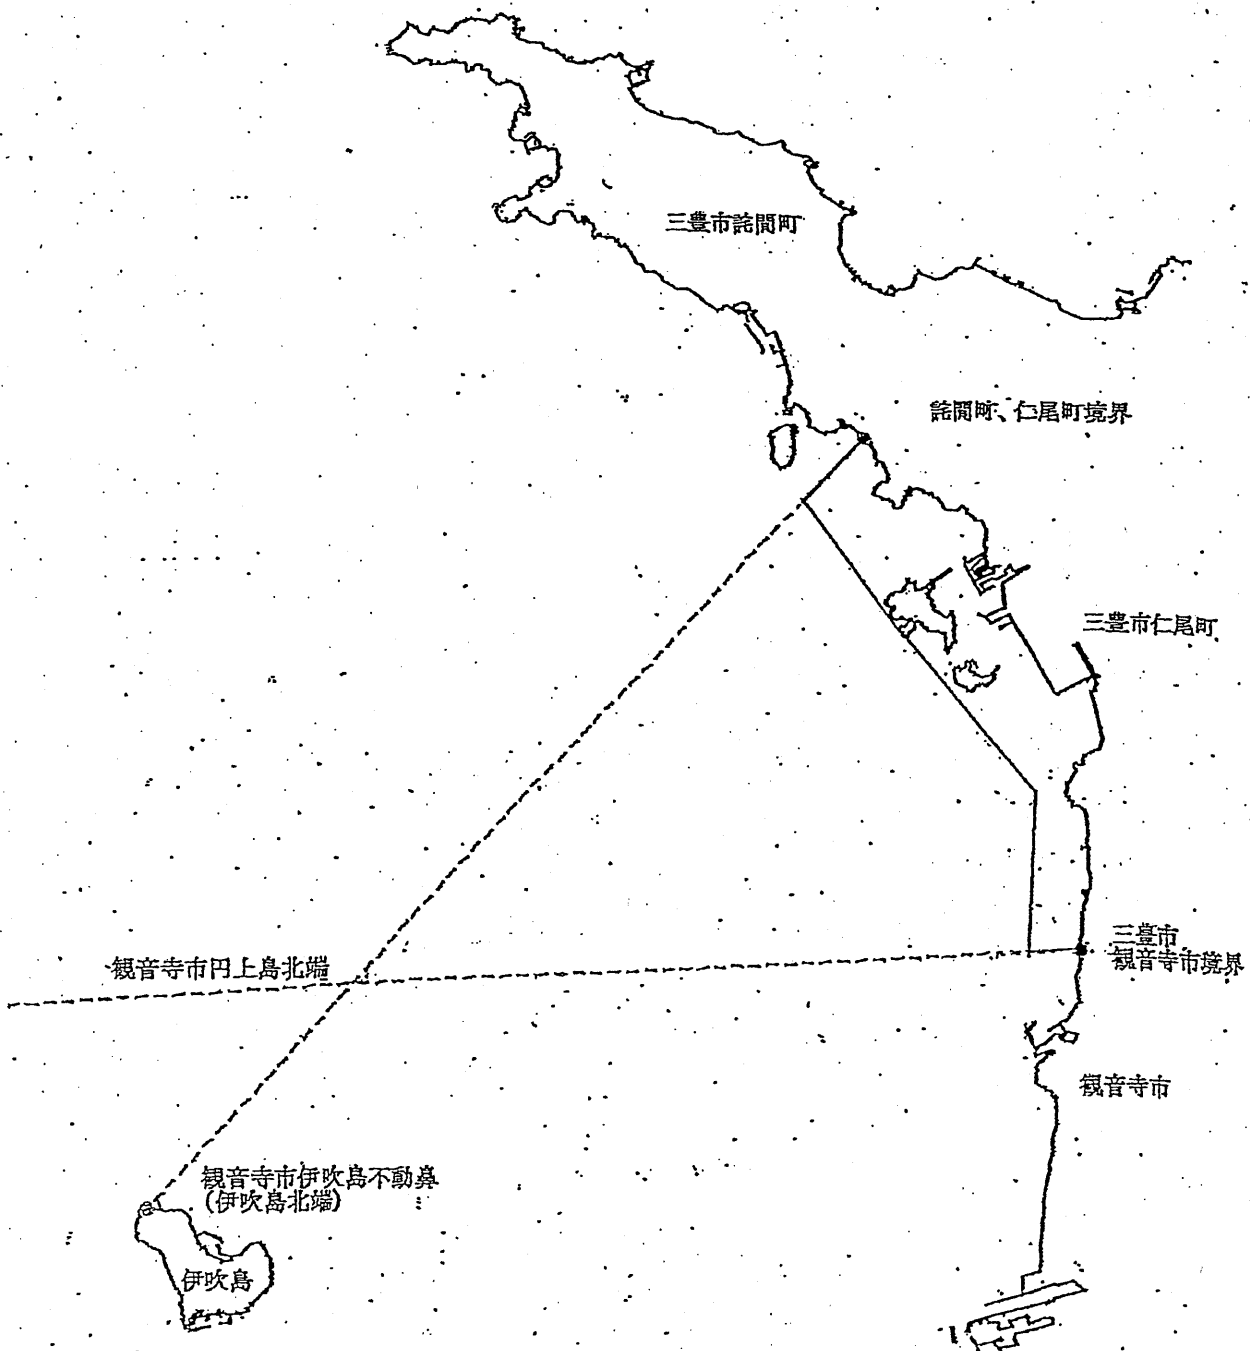 三豊市詫間町
詫間町、仁尾町境界
三豊市仁尾町
三豊市
観音寺市境界
観音寺市円上島北端
観音寺市
観音寺市伊吹島不動鼻
(伊吹島北端)
伊吹島